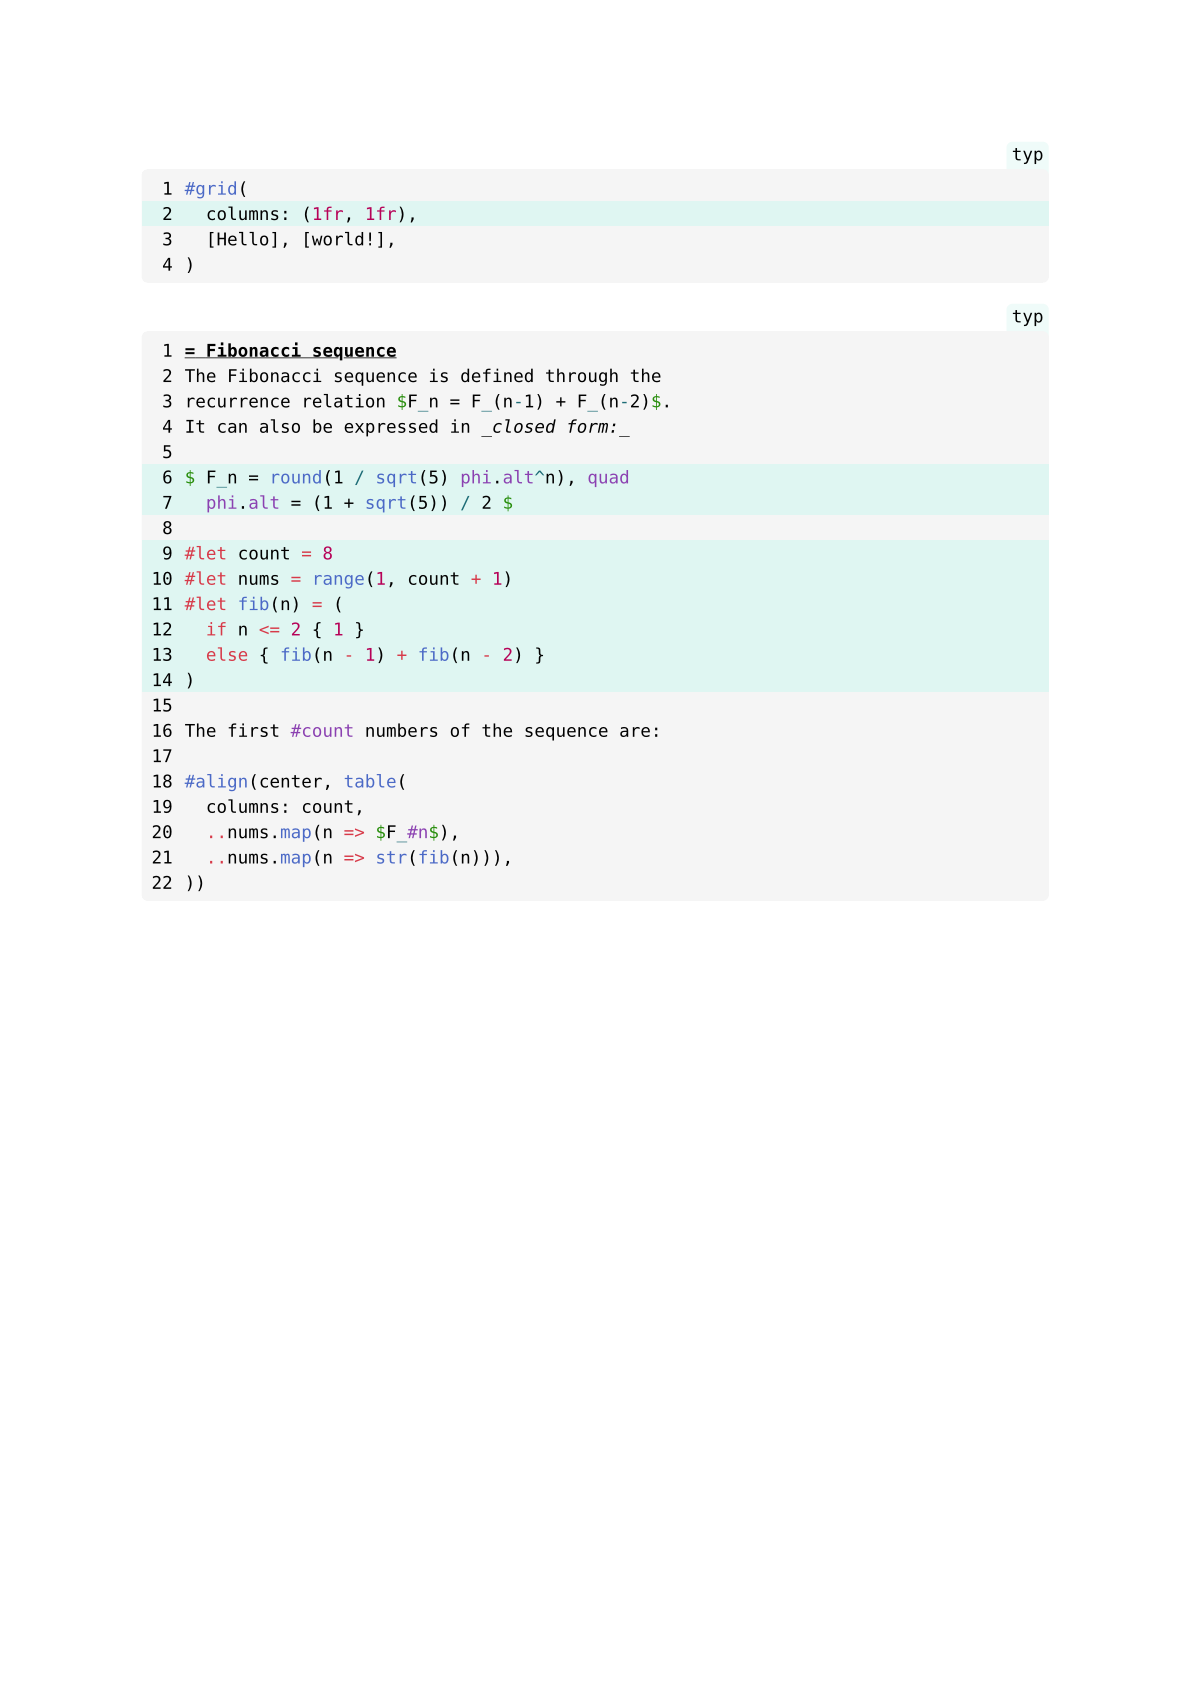 typ
1 #grid(
2   columns: (1fr, 1fr),
3   [Hello], [world!],
4 )
typ
1 = Fibonacci sequence
2 The Fibonacci sequence is defined through the
3 recurrence relation $F_n = F_(n-1) + F_(n-2)$.
4 It can also be expressed in _closed form:_
5
6 $ F_n = round(1 / sqrt(5) phi.alt^n), quad
7   phi.alt = (1 + sqrt(5)) / 2 $
8
9 #let count = 8
10 #let nums = range(1, count + 1)
11 #let fib(n) = (
12   if n <= 2 { 1 }
13   else { fib(n - 1) + fib(n - 2) }
14 )
15
16 The first #count numbers of the sequence are:
17
18 #align(center, table(
19   columns: count,
20   ..nums.map(n => $F_#n$),
21   ..nums.map(n => str(fib(n))),
22 ))